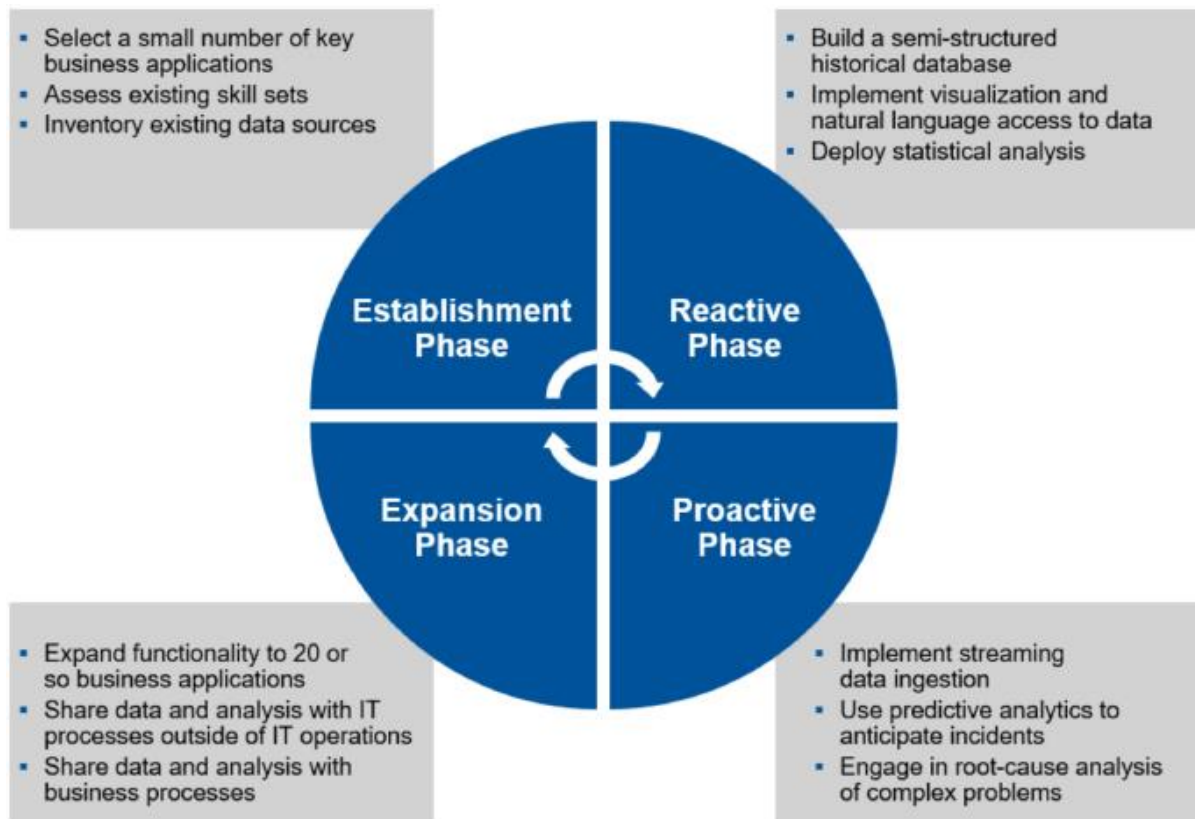 ▪ Select a small number of key
business applications
▪ Assess existing skill sets
▪ Inventory existing data sources
▪ Build a semi-structured
historical database
▪ Implement visualization and
natural language access to data
▪ Deploy statistical analysis
Establishment
Phase
Reactive
Phase
Expansion
Phase
Proactive
Phase
▪ Expand functionality to 20 or
so business applications
▪ Share data and analysis with IT
processes outside of IT operations
▪ Share data and analysis with
business processes
▪ Implement streaming
data ingestion
▪ Use predictive analytics to
anticipate incidents
▪ Engage in root-cause analysis
of complex problems